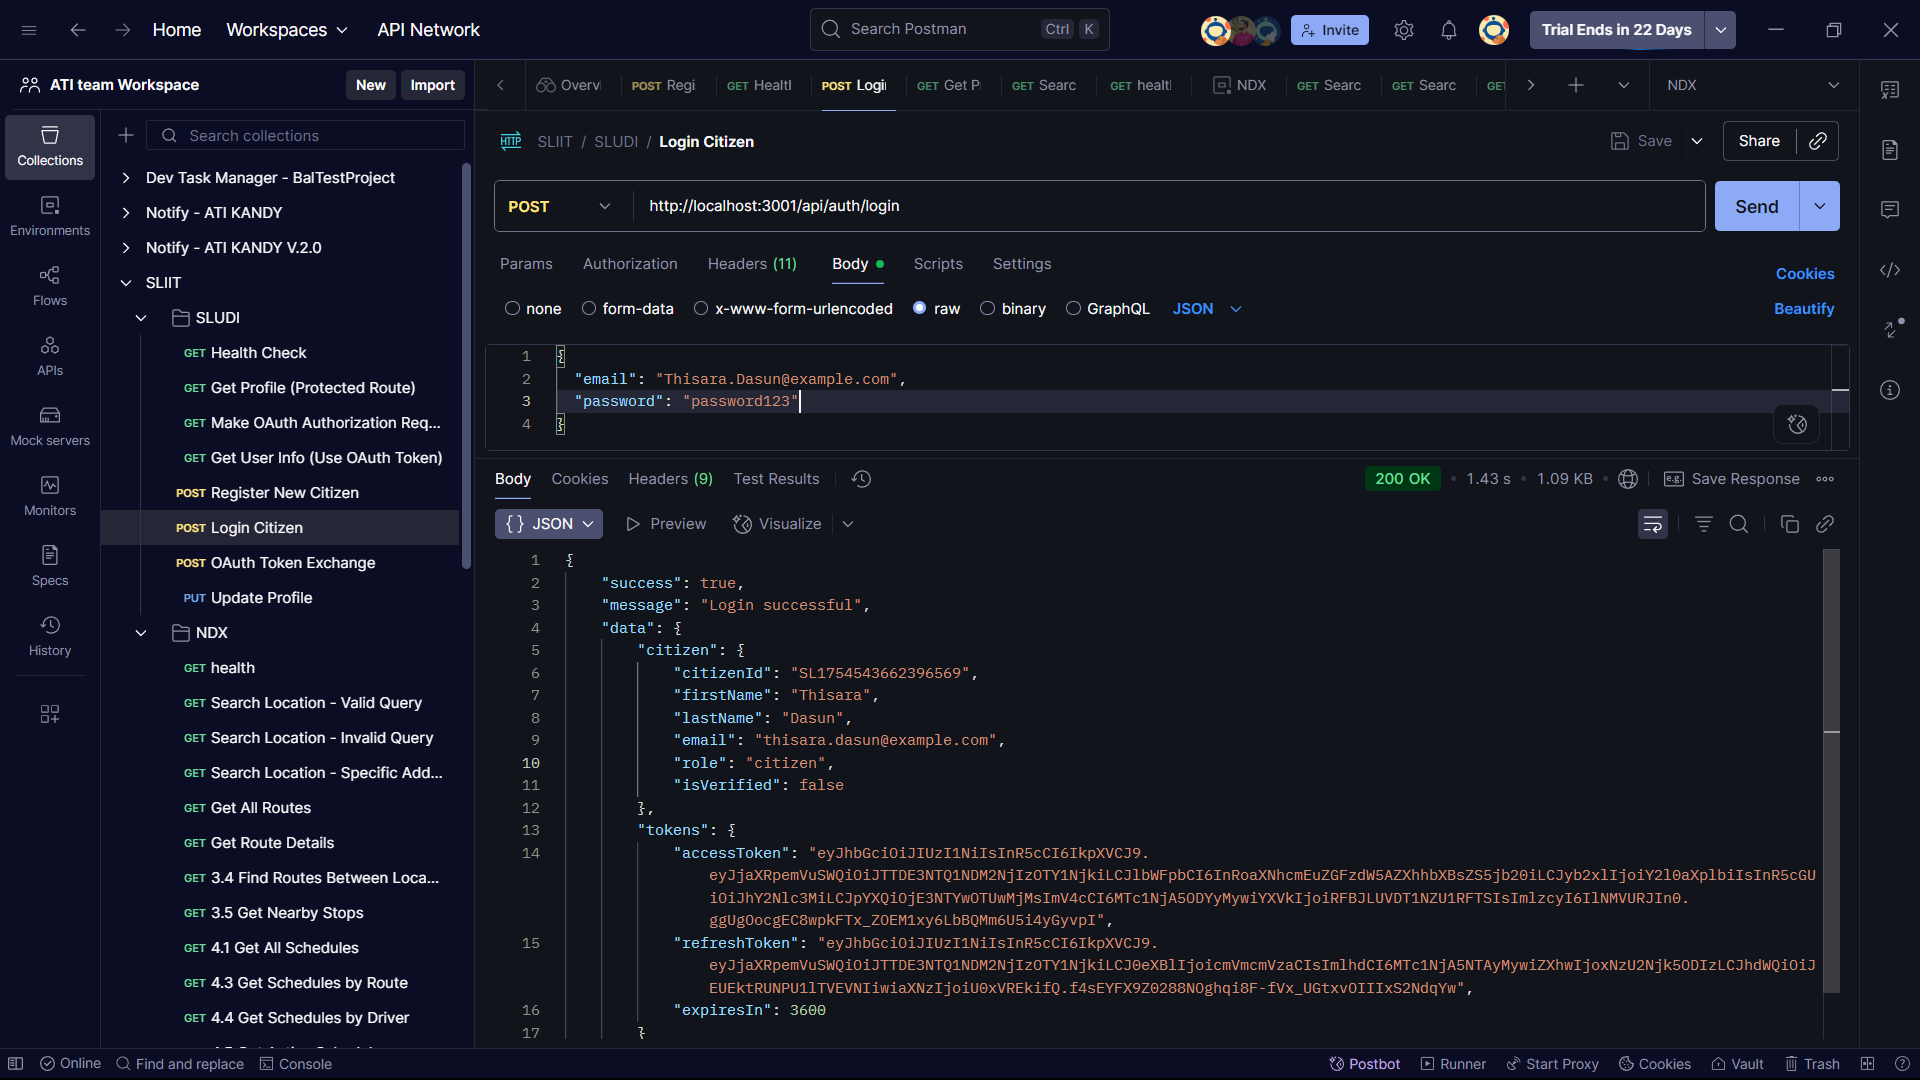 Home
Workspaces
API Network
Search Postman
Ctrl K
Invite
Trial Ends in 22 Days
ATI team Workspace
New
Import
Overv
POST Regi
GET Healtl
POST Logi
GET Get P
GET Searc
GET healtl
NDX
GET Searc
GET Searc
GET
NDX
Collections
Environments
Flows
APIs
Mock servers
Monitors
Specs
History
Search collections
Dev Task Manager - BalTestProject
Notify - ATI KANDY
Notify - ATI KANDY V.2.0
SLIIT
SLUDI
GET Health Check
GET Get Profile (Protected Route)
GET Make OAuth Authorization Req...
GET Get User Info (Use OAuth Token)
POST Register New Citizen
POST Login Citizen
POST OAuth Token Exchange
PUT Update Profile
NDX
GET health
GET Search Location - Valid Query
GET Search Location - Invalid Query
GET Search Location - Specific Add...
GET Get All Routes
GET Get Route Details
GET 3.4 Find Routes Between Loca...
GET 3.5 Get Nearby Stops
GET 4.1 Get All Schedules
GET 4.3 Get Schedules by Route
GET 4.4 Get Schedules by Driver
HTTP SLIIT / SLUDI / Login Citizen
Save
Share
POST http://localhost:3001/api/auth/login
Send
Params Authorization Headers (11) Body Scripts Settings
Cookies
none form-data x-www-form-urlencoded raw binary GraphQL JSON
Beautify
1 {
2 "email": "Thisara.Dasun@example.com",
3 "password": "password123"
4 }
Body Cookies Headers (9) Test Results
200 OK • 1.43 s • 1.09 KB
e.g. Save Response
{} JSON Preview Visualize
1 {
2 "success": true,
3 "message": "Login successful",
4 "data": {
5 "citizen": {
6 "citizenId": "SL1754543662396569",
7 "firstName": "Thisara",
8 "lastName": "Dasun",
9 "email": "thisara.dasun@example.com",
10 "role": "citizen",
11 "isVerified": false
12 },
13 "tokens": {
14 "accessToken": "eyJhbGciOiJIUzI1NiIsInR5cCI6IkpXVCJ9.
eyJjaXRpemVuSWQiOiJTTDE3NTQ1NDM2NjIzOTY1NjkiLCJlbWFpbCI6InRoaXNhcmEuZGFzdW5AZXhhbXBsZS5jb20iLCJyb2xlIjoiY2l0aXplbiIsInR5cGU
iOiJhY2Nlc3MiLCJpYXQiOjE3NTYwOTUwMjMsImV4cCI6MTc1NjA5ODYyMywiYXVkIjoiRFBJLUVDT1NZU1RFTSIsImlzcyI6IlNMVURJIn0.
ggUgOocgEC8wpkFTx_ZOEM1xy6LbBQMm6U5i4yGyvpI",
15 "refreshToken": "eyJhbGciOiJIUzI1NiIsInR5cCI6IkpXVCJ9.
eyJjaXRpemVuSWQiOiJTTDE3NTQ1NDM2NjIzOTY1NjkiLCJ0eXBlIjoicmVmcmVzaCIsImlhdCI6MTc1NjA5NTAyMywiZXhwIjoxNzU2Njk5ODIzLCJhdWQiOiJ
EUEktRUNPU1lTVEVNIiwiaXNzIjoiU0xVREkifQ.f4sEYFX9Z0288NOghqi8F-fVx_UGtxvOIIIxS2NdqYw",
16 "expiresIn": 3600
17 }
Online
Find and replace
Console
Postbot
Runner
Start Proxy
Cookies
Vault
Trash